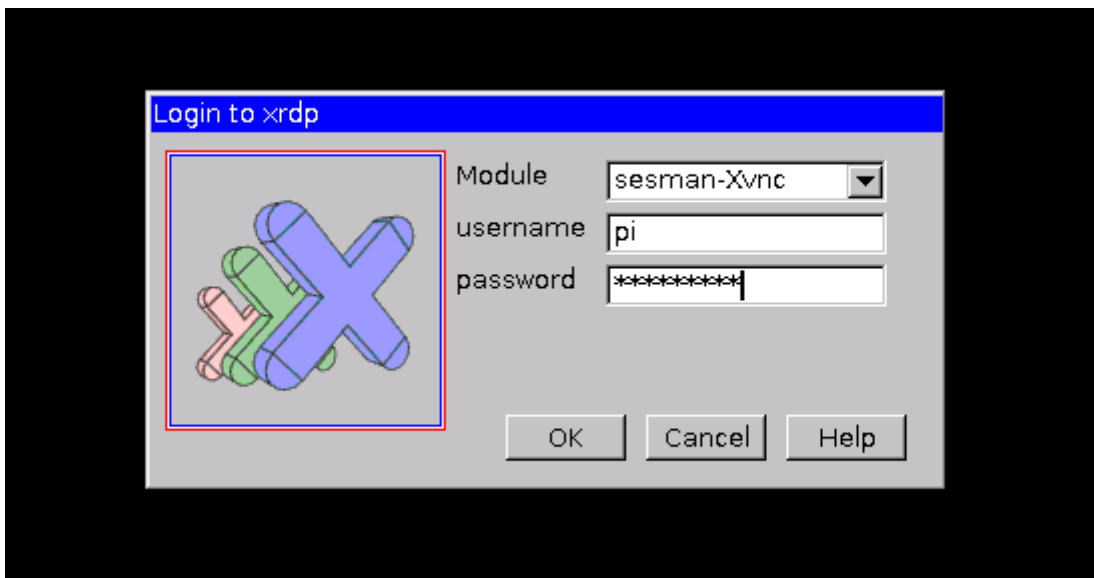 Login to xrdp
Module sesman-Xvnc
username pi
password **********
OK Cancel Help